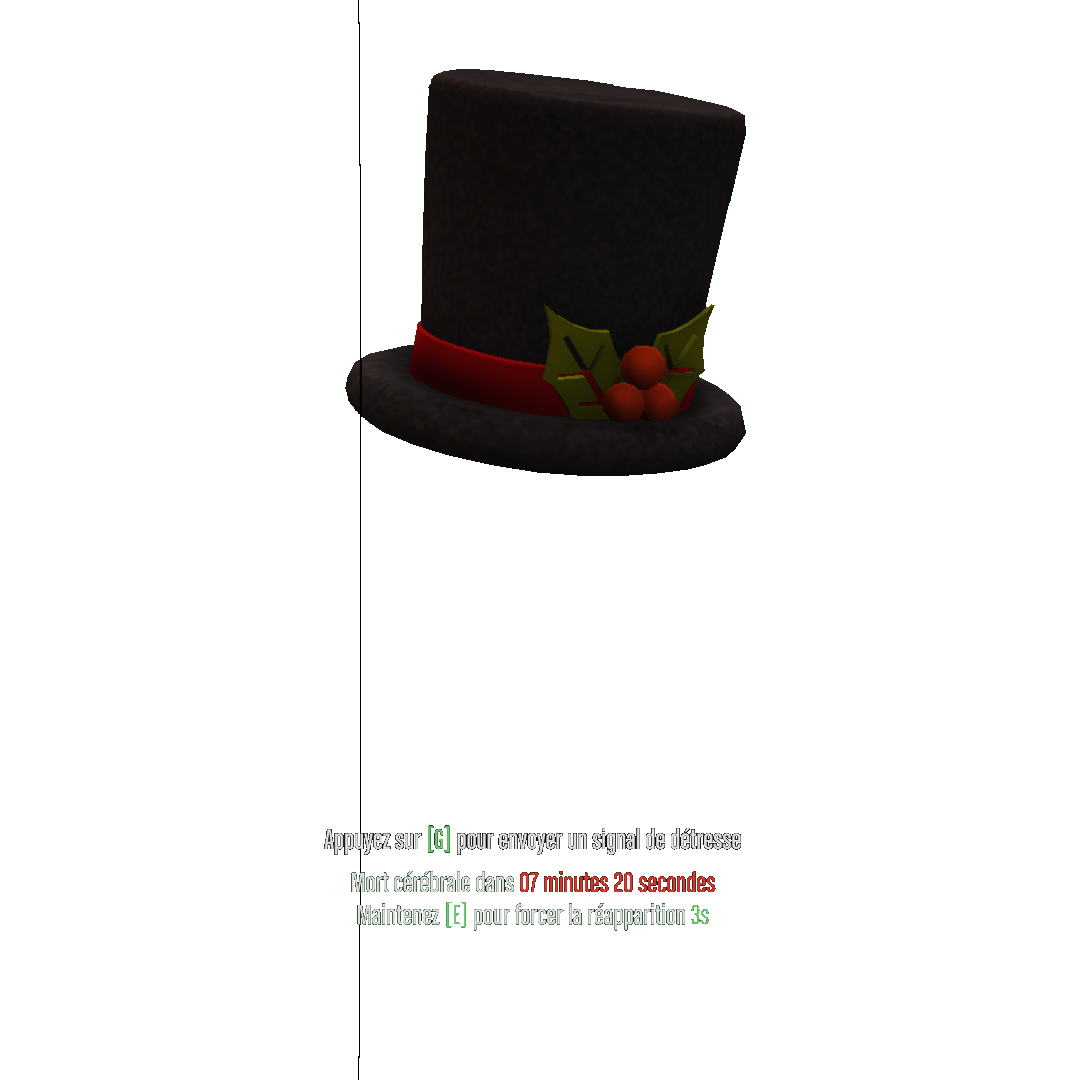 Appuyez sur [G] pour envoyer un signal de détresse
Mort cérébrale dans 07 minutes 20 secondes
Maintenez [E] pour forcer la réapparition 3s